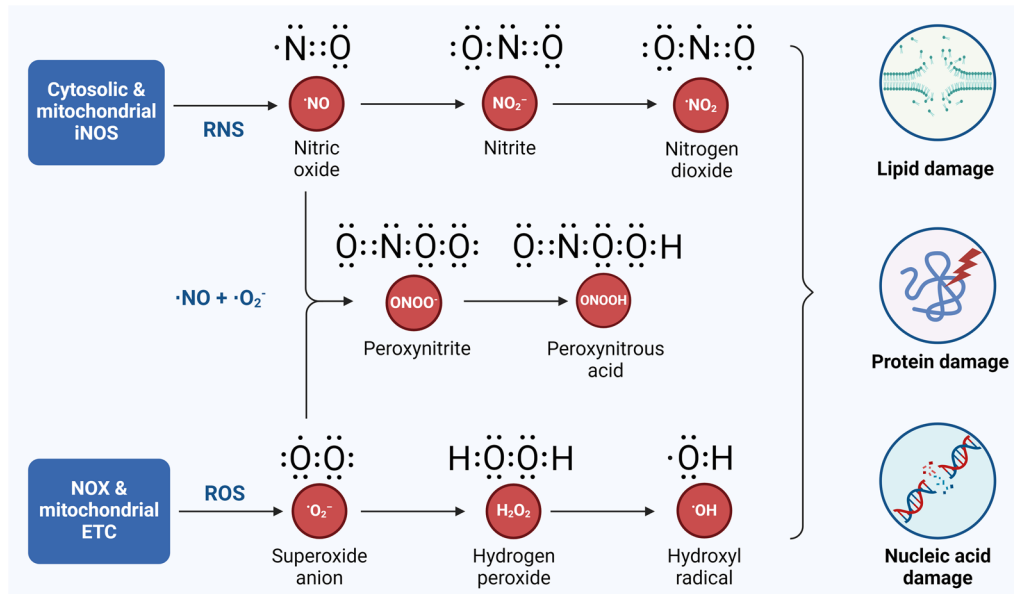 ·N::O
:O:N::O
:O:N::O
Cytosolic &
mitochondrial
iNOS
RNS
·NO
NO₂⁻
·NO₂
Nitric
oxide
Nitrite
Nitrogen
dioxide
Lipid damage
O::N:O:O:
O::N:O:O:H
·NO + ·O₂⁻
ONOO⁻
ONOOH
Peroxynitrite
Peroxynitrous
acid
Protein damage
:O:O:
H:O:O:H
·O:H
NOX &
mitochondrial
ETC
ROS
·O₂⁻
H₂O₂
·OH
Superoxide
anion
Hydrogen
peroxide
Hydroxyl
radical
Nucleic acid
damage